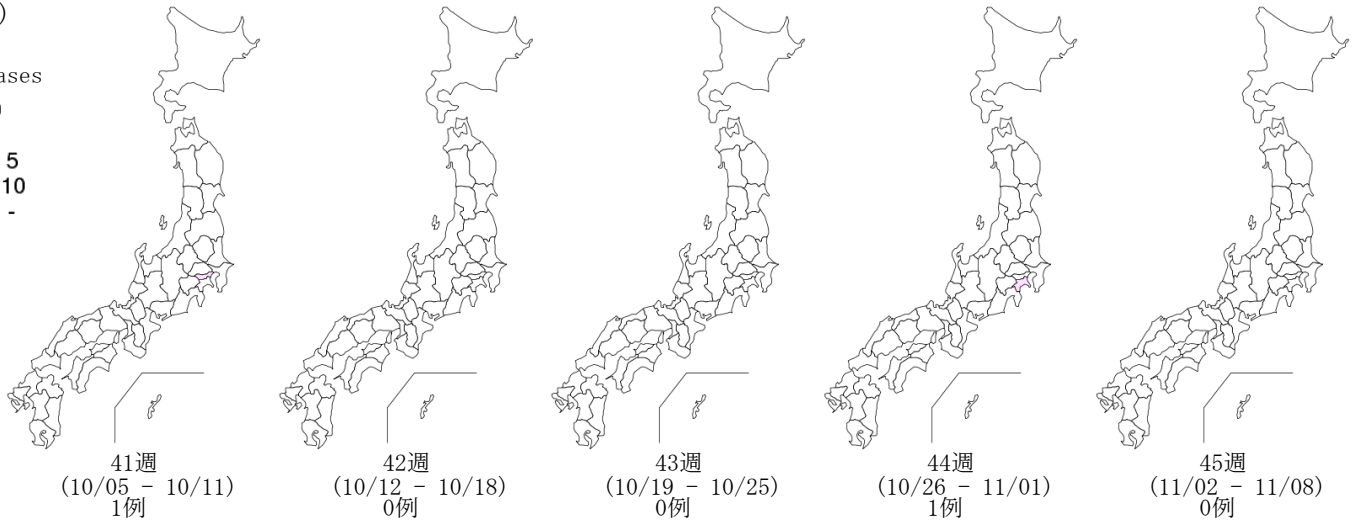 )
ases
5
10
-
41週
(10/05 - 10/11)
1例
42週
(10/12 - 10/18)
0例
43週
(10/19 - 10/25)
0例
44週
(10/26 - 11/01)
1例
45週
(11/02 - 11/08)
0例